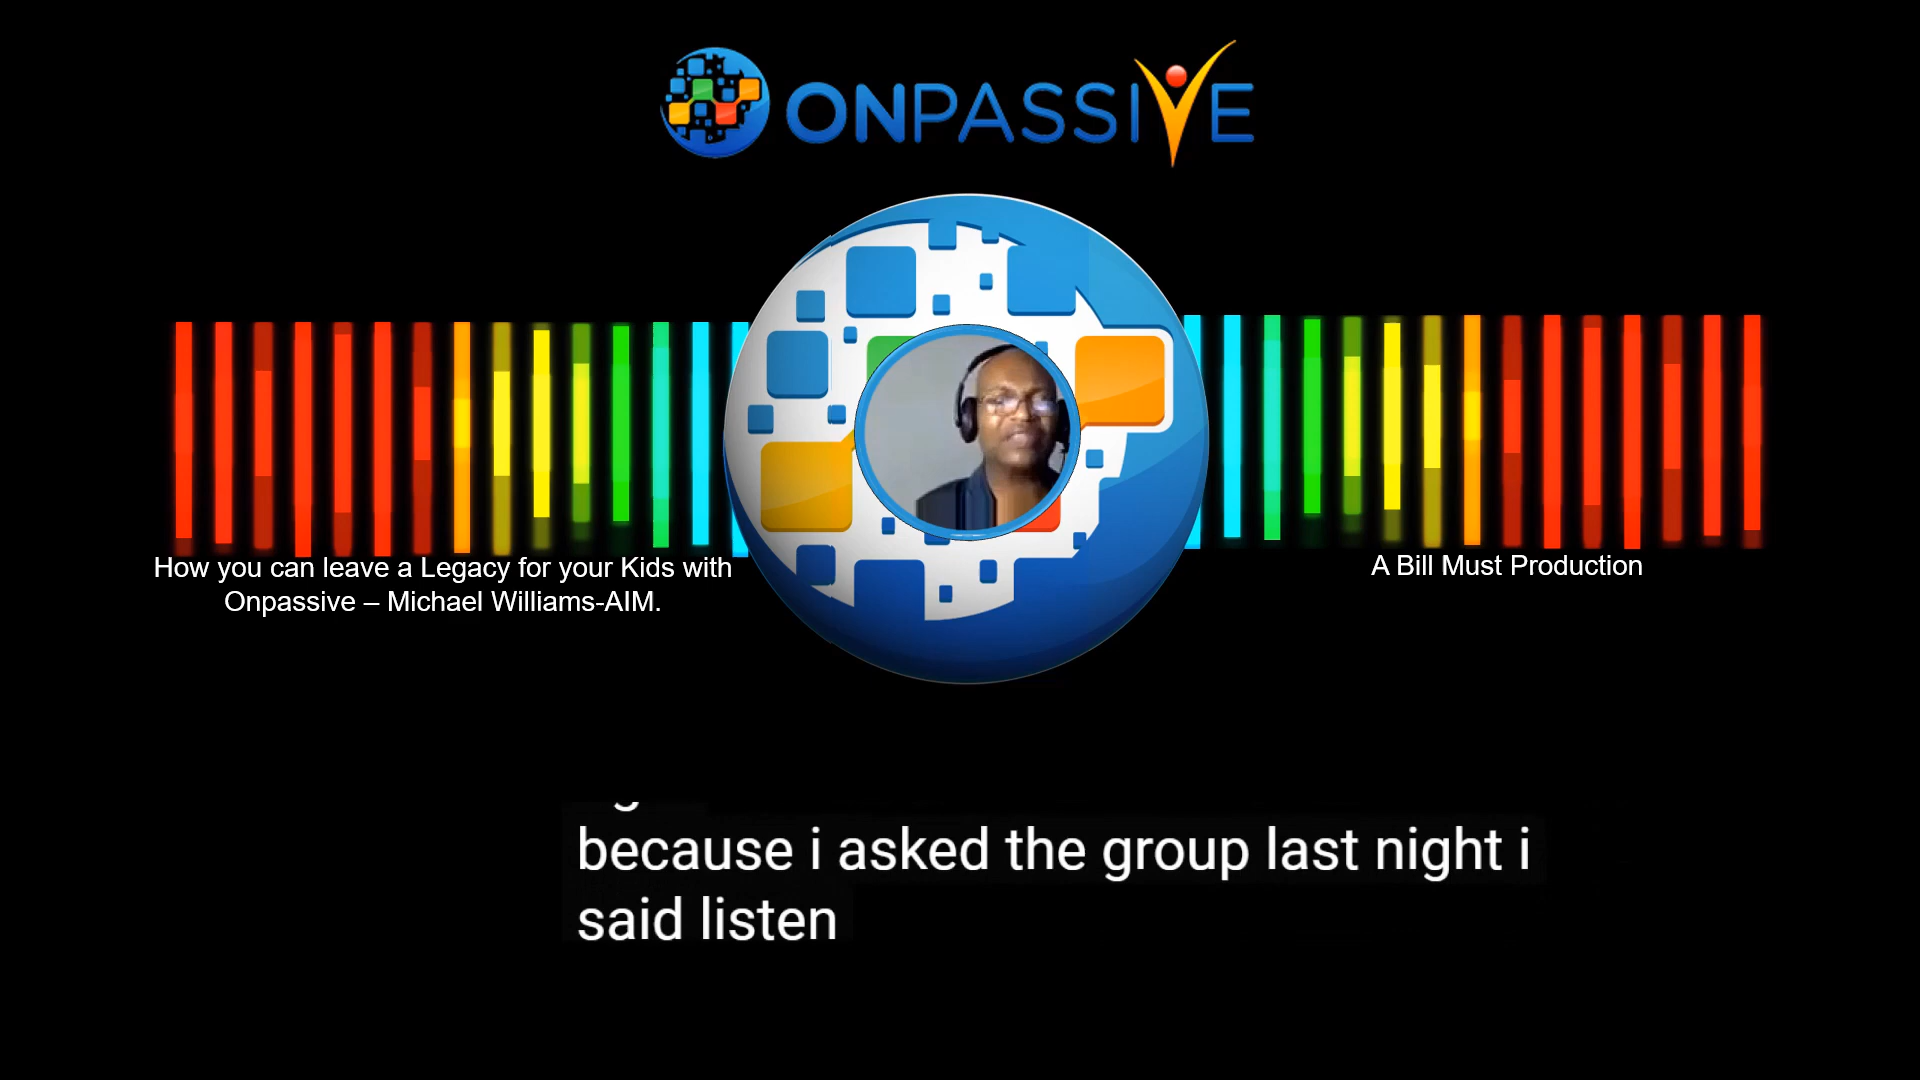 ONPASSIVE
How you can leave a Legacy for your Kids with
Onpassive – Michael Williams-AIM.
A Bill Must Production
because i asked the group last night i
said listen